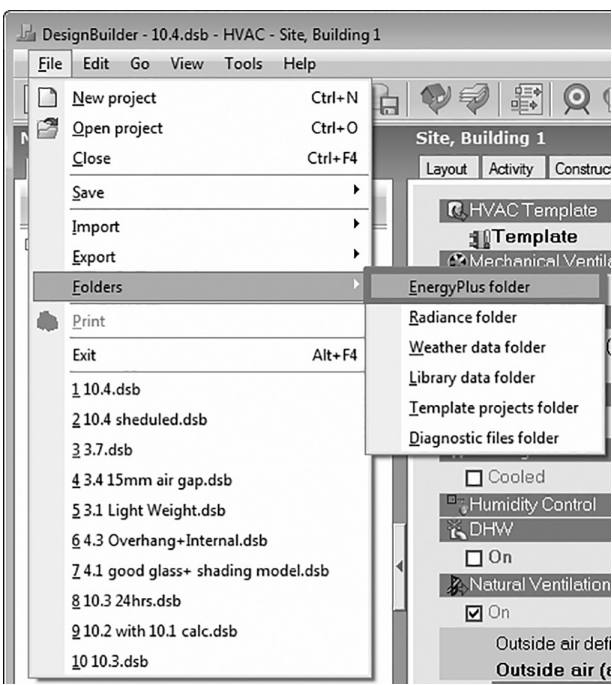 DesignBuilder - 10.4.dsb - HVAC - Site, Building 1
File Edit Go View Tools Help
New project Ctrl+N
Open project Ctrl+O
Close Ctrl+F4
Save
Import
Export
Folders
Print
Exit Alt+F4
1 10.4.dsb
2 10.4 sheduled.dsb
3 3.7.dsb
4 3.4 15mm air gap.dsb
5 3.1 Light Weight.dsb
6 4.3 Overhang+Internal.dsb
7 4.1 good glass+ shading model.dsb
8 10.3 24hrs.dsb
9 10.2 with 10.1 calc.dsb
10 10.3.dsb
EnergyPlus folder
Radiance folder
Weather data folder
Library data folder
Template projects folder
Diagnostic files folder
Site, Building 1
Layout Activity Construc
HVAC Template
Template
Mechanical Ventila
Cooled
Humidity Control
DHW
On
Natural Ventilation
On
Outside air defi
Outside air (a